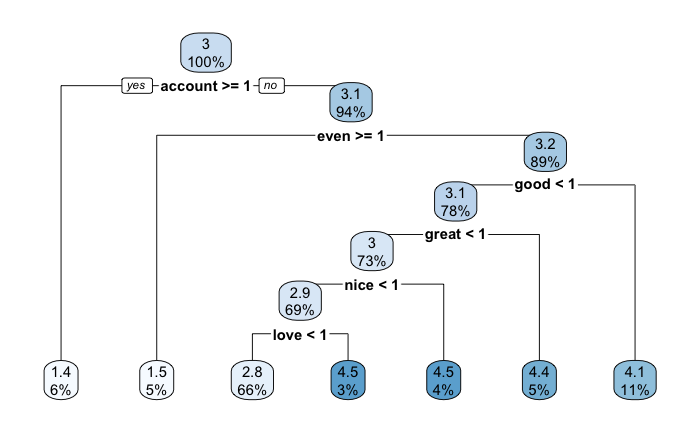 3
100%
yes account >= 1 no
3.1
94%
even >= 1
3.2
89%
good < 1
3.1
78%
great < 1
3
73%
nice < 1
2.9
69%
love < 1
1.4 1.5 2.8 4.5 4.5 4.4 4.1
6% 5% 66% 3% 4% 5% 11%